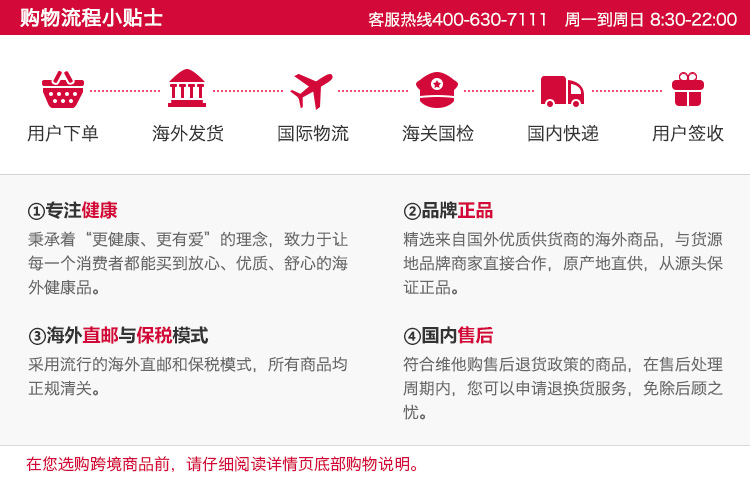 购物流程小贴士
客服热线400-630-7111 周一到周日 8:30-22:00
用户下单 海外发货 国际物流 海关国检 国内快递 用户签收
①专注健康
秉承着“更健康、更有爱”的理念，致力于让
每一个消费者都能买到放心、优质、舒心的海
外健康品。
②品牌正品
精选来自国外优质供货商的海外商品，与货源
地品牌商家直接合作，原产地直供，从源头保
证正品。
③海外直邮与保税模式
采用流行的海外直邮和保税模式，所有商品均
正规清关。
④国内售后
符合维他购售后退货政策的商品，在售后处理
周期内，您可以申请退换货服务，免除后顾之
忧。
在您选购跨境商品前，请仔细阅读详情页底部购物说明。